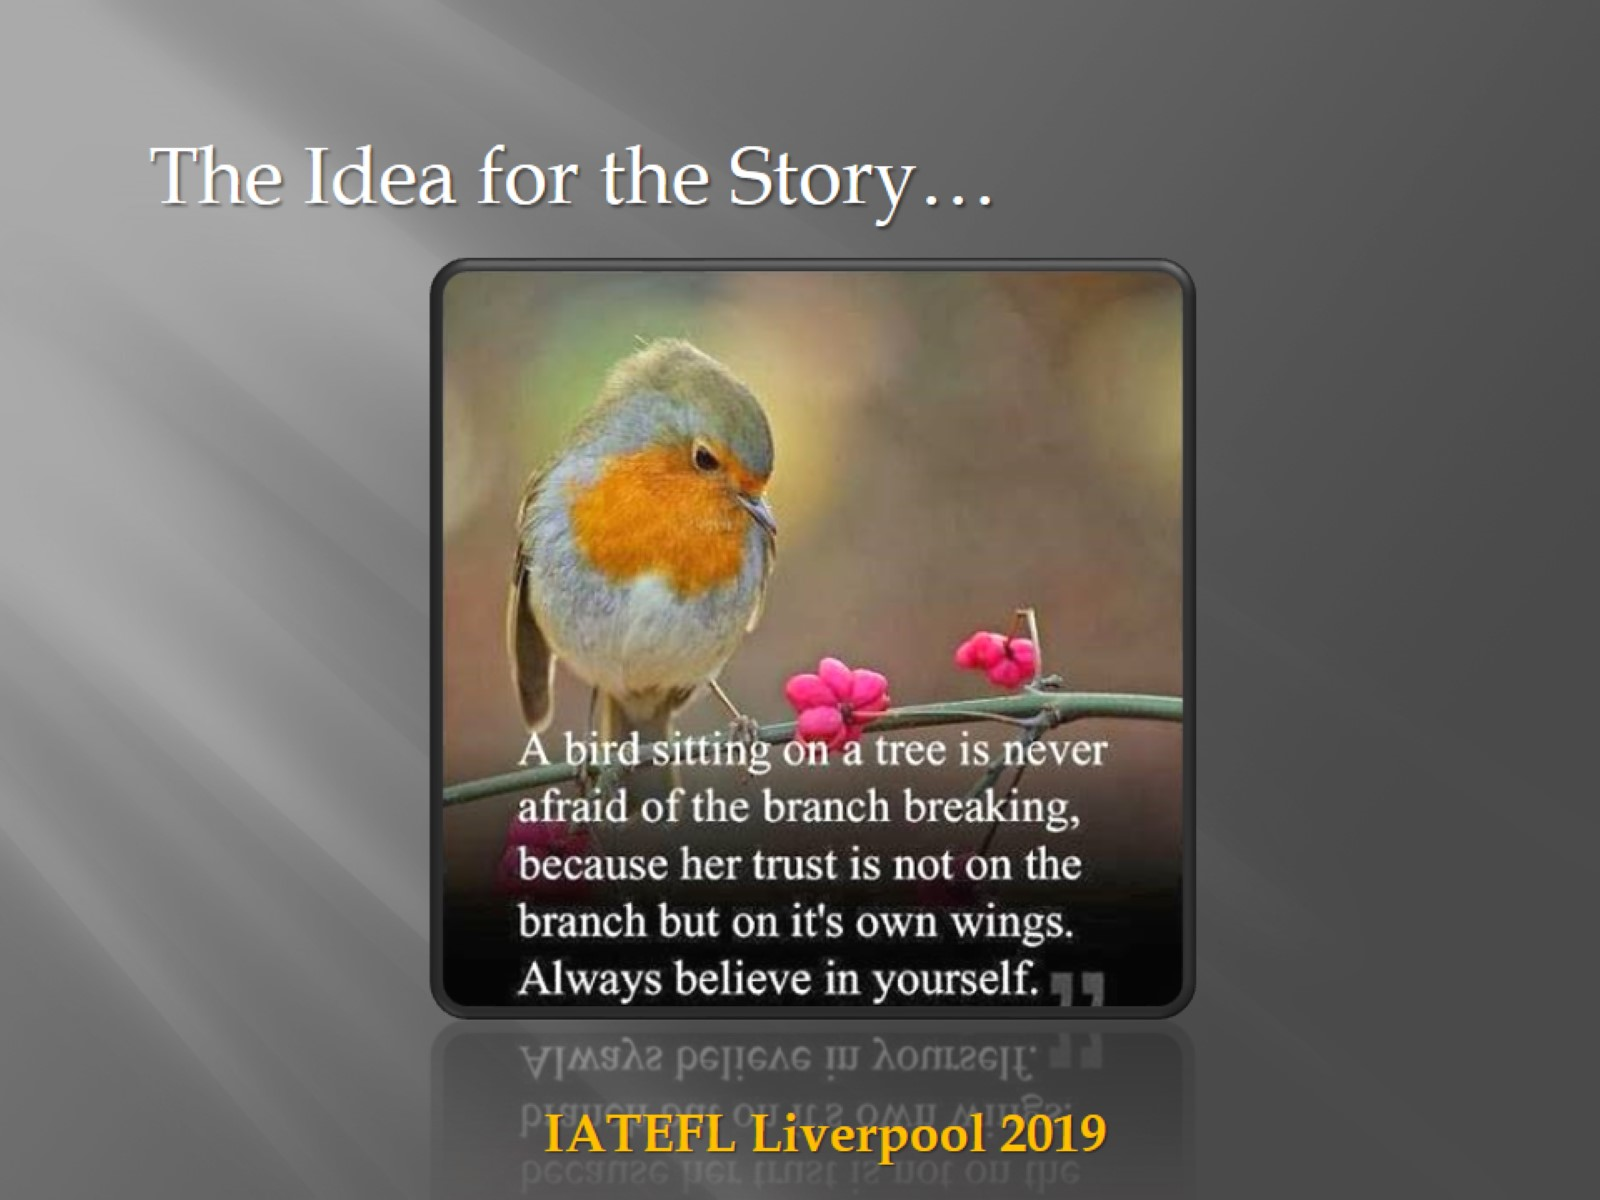 The Idea for the Story…
A bird sitting on a tree is never
afraid of the branch breaking,
because her trust is not on the
branch but on it's own wings.
Always believe in yourself. "
IATEFL Liverpool 2019